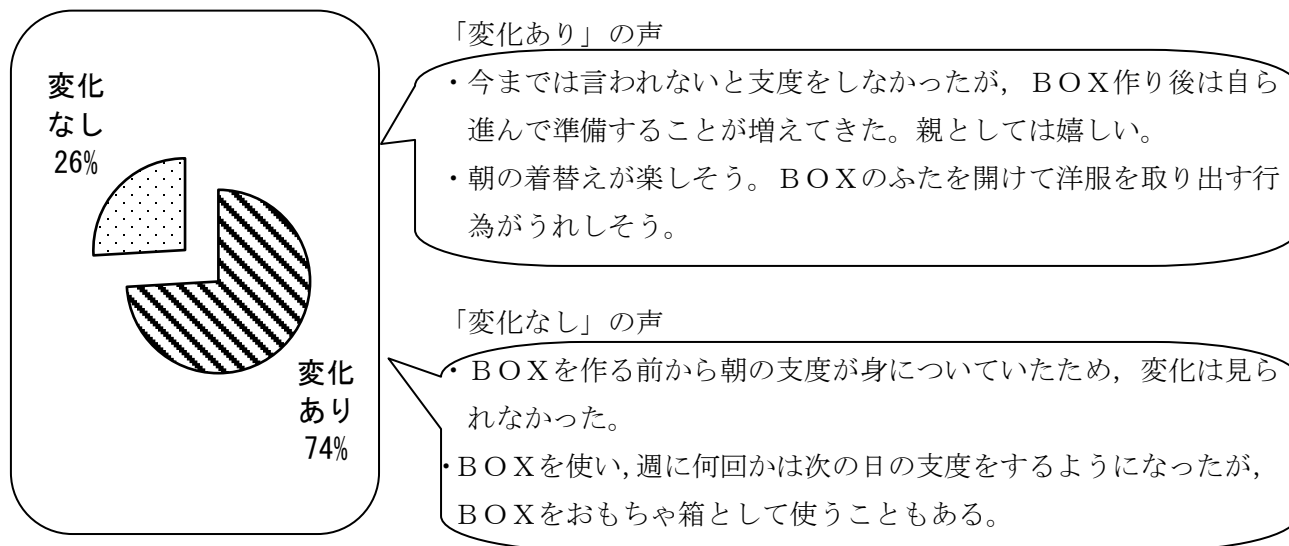 変化
なし
26%
変化
あり
74%
「変化あり」の声
・今までは言われないと支度をしなかったが，ＢＯＸ作り後は自ら
進んで準備することが増えてきた。親としては嬉しい。
・朝の着替えが楽しそう。ＢＯＸのふたを開けて洋服を取り出す行
為がうれしそう。
「変化なし」の声
・ＢＯＸを作る前から朝の支度が身についていたため，変化は見ら
れなかった。
・ＢＯＸを使い,週に何回かは次の日の支度をするようになったが，
ＢＯＸをおもちゃ箱として使うこともある。